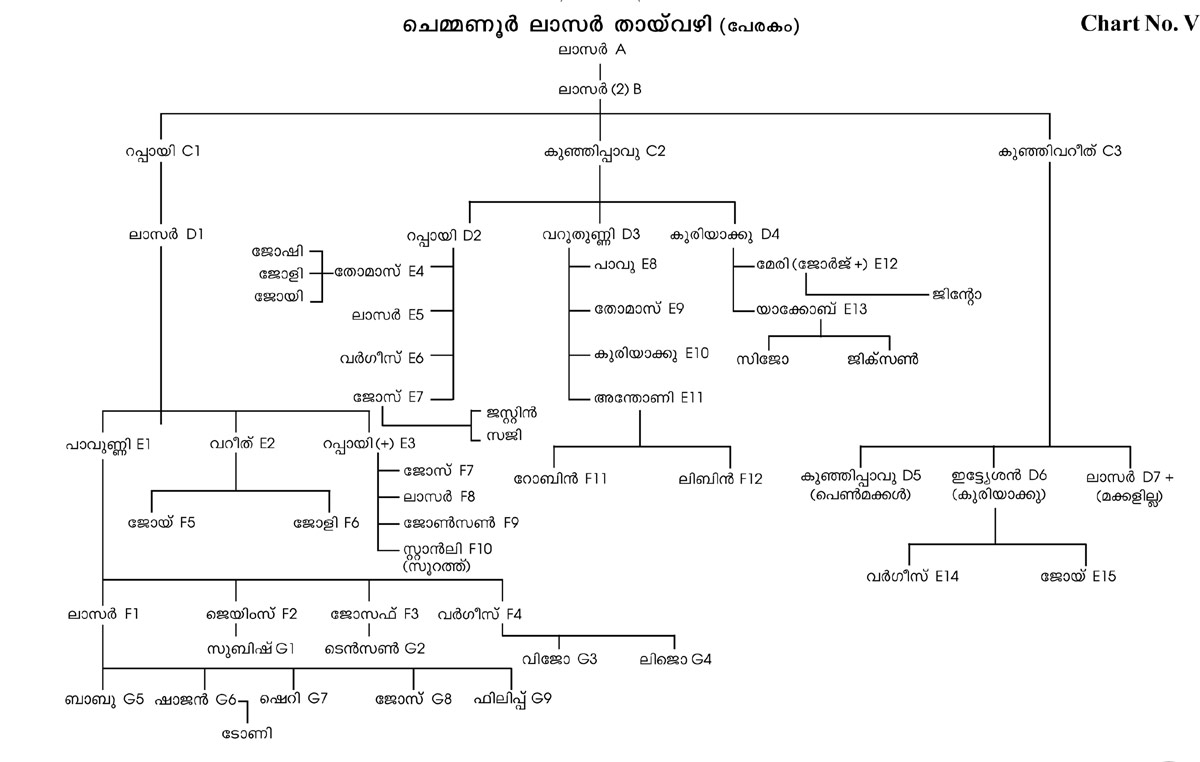 ചെമ്മണൂർ ലാസർ തായ്‌വഴി (പേരകം)
Chart No. V
ലാസർ A
ലാസർ (2) B
റപ്പായി C1 കുഞ്ഞിപ്പാവു C2 കുഞ്ഞിവറീത് C3
ലാസർ D1 റപ്പായി D2 വറുതുണ്ണി D3 കുരിയാക്കു D4
ജോഷി
ജോളി
ജോയി
തോമാസ് E4 പാവു E8 മേരി (ജോർജ് +) E12
ജിന്റോ
ലാസർ E5 തോമാസ് E9 യാക്കോബ് E13
വർഗീസ് E6 കുരിയാക്കു E10 സിജോ ജിക്സൺ
ജോസ് E7 അന്തോണി E11
ജസ്റ്റിൻ
സജി
പാവുണ്ണി E1 വറീത് E2 റപ്പായി (+) E3
ജോസ് F7 റോബിൻ F11 ലിബിൻ F12 കുഞ്ഞിപ്പാവു D5 ഇട്ട്യേശൻ D6 ലാസർ D7 +
(പെൺമക്കൾ) (കുരിയാക്കു) (മക്കളില്ല)
ലാസർ F8
ജോയ് F5 ജോളി F6 ജോൺസൺ F9
സ്റ്റാൻലി F10
(സൂറത്ത്)
വർഗീസ് E14 ജോയ് E15
ലാസർ F1 ജെയിംസ് F2 ജോസഫ് F3 വർഗീസ് F4
സുബിഷ് G1 ടെൻസൺ G2 വിജോ G3 ലിജൊ G4
ബാബു G5 ഷാജൻ G6 ഷെറി G7 ജോസ് G8 ഫിലിപ്പ് G9
ടോണി